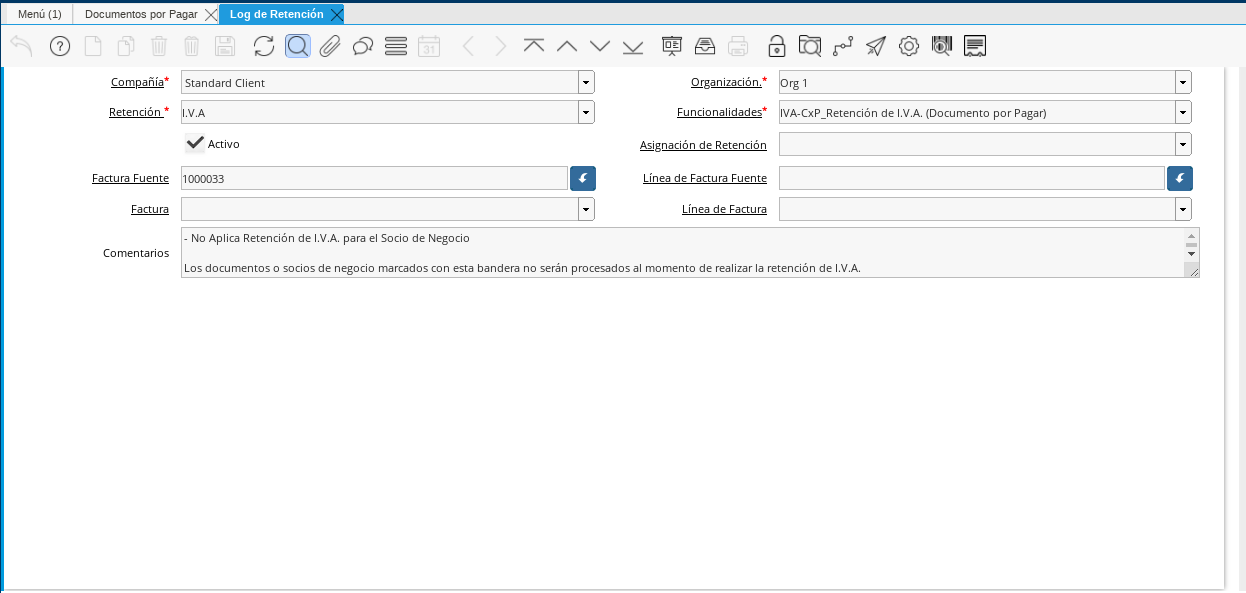 Menú (1) Documentos por Pagar Log de Retención
31
Compañía* Standard Client Organización.* Org 1
Retención * I.V.A Funcionalidades* IVA-CxP_Retención de I.V.A. (Documento por Pagar)
Activo Asignación de Retención
Factura Fuente 1000033 Línea de Factura Fuente
Factura Línea de Factura
Comentarios - No Aplica Retención de I.V.A. para el Socio de Negocio
Los documentos o socios de negocio marcados con esta bandera no serán procesados al momento de realizar la retención de I.V.A.